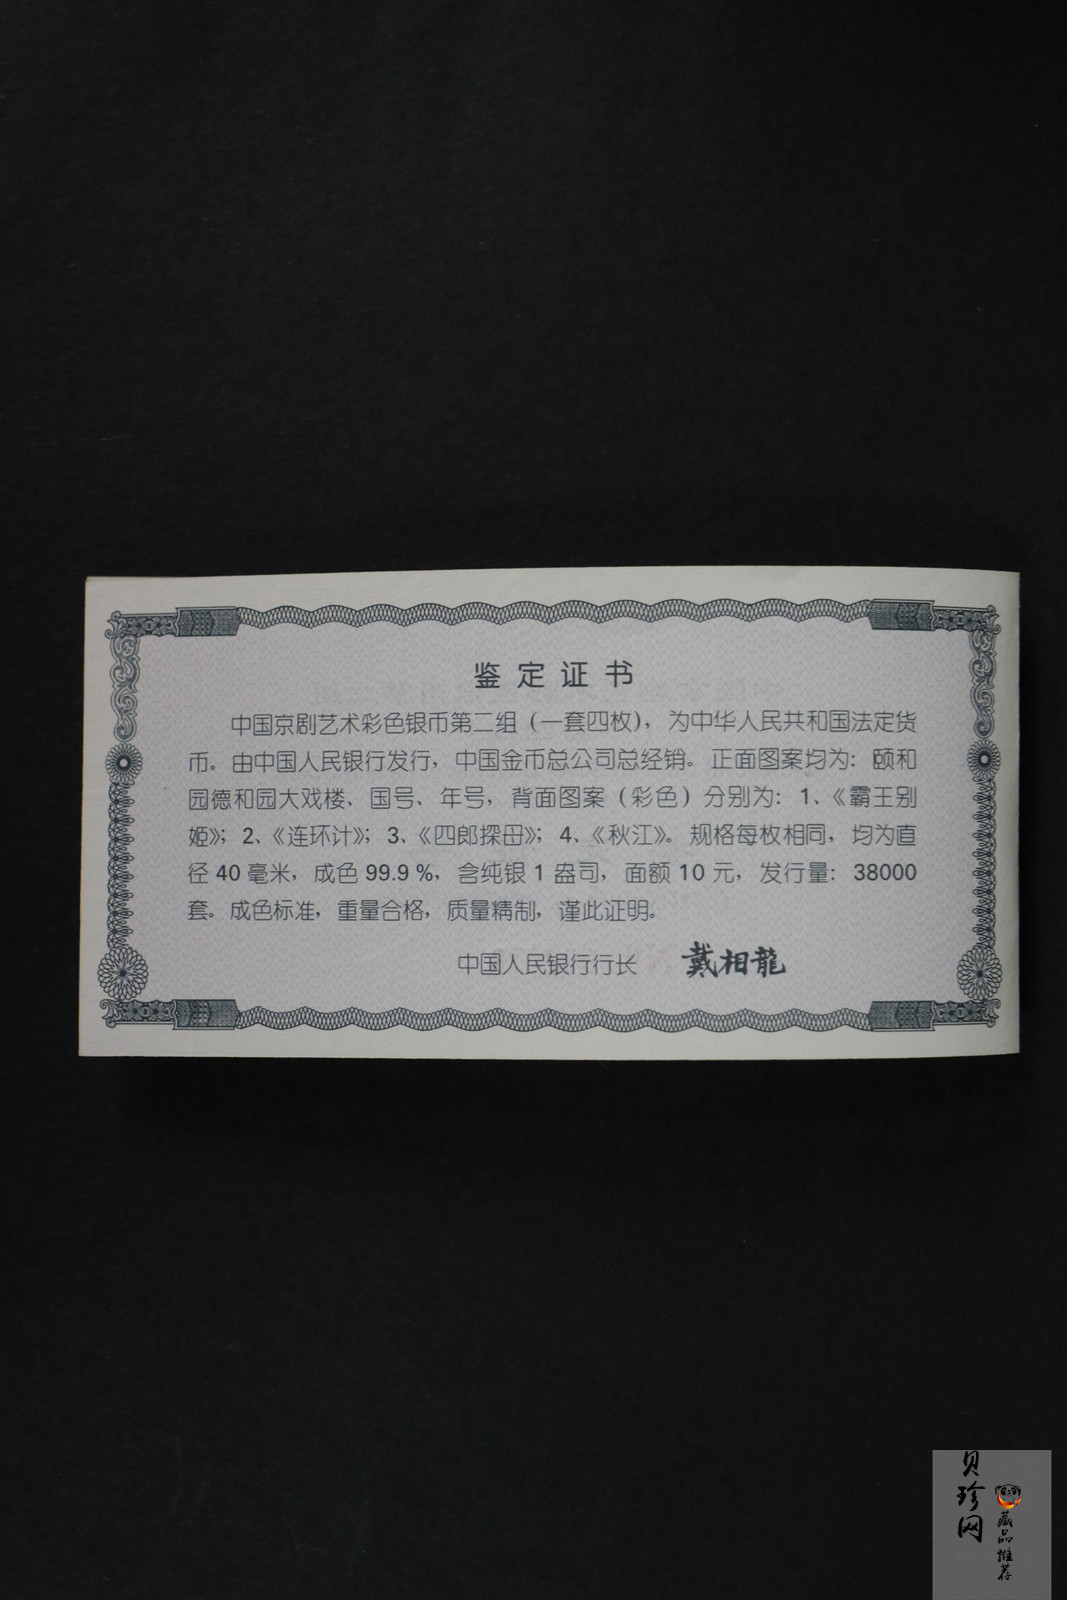 鉴定证书
中国京剧艺术彩色银币第二组（一套四枚），为中华人民共和国法定货
币。由中国人民银行发行，中国金币总公司总经销。正面图案均为：颐和
园德和园大戏楼、国号、年号，背面图案（彩色）分别为：1、《霸王别
姬》；2、《连环计》；3、《四郎探母》；4、《秋江》。规格每枚相同，均为直
径40毫米，成色99.9%，含纯银1盎司，面额10元，发行量：38000
套。成色标准，重量合格，质量精制，谨此证明。
中国人民银行行长 戴相龍
贝珍网
藏品推荐